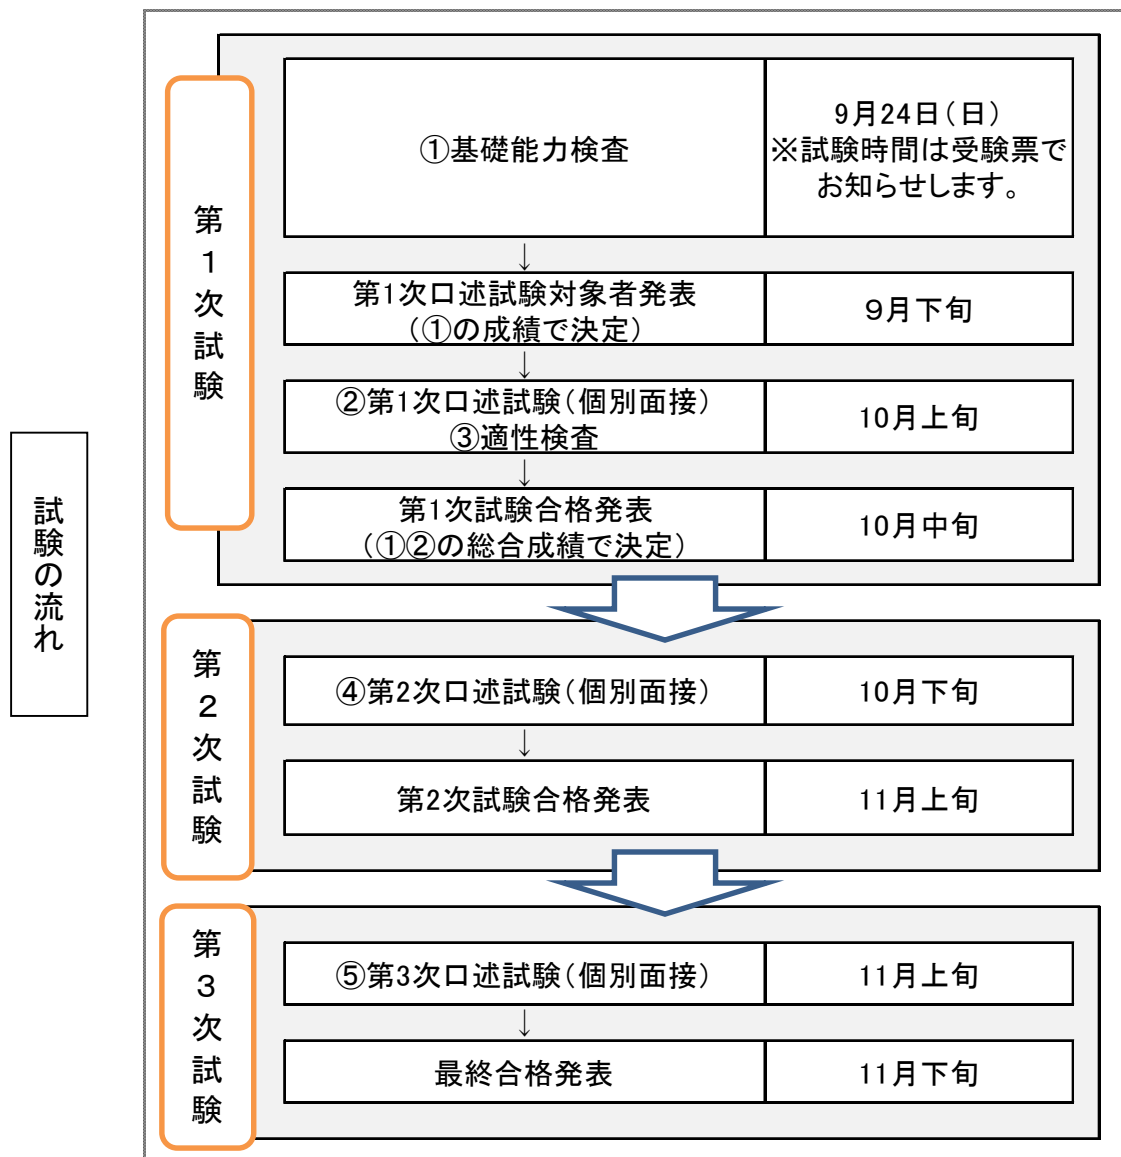 試験の流れ
第1次試験
①基礎能力検査
9月24日(日)
※試験時間は受験票で
お知らせします。
↓
第1次口述試験対象者発表
(①の成績で決定)
9月下旬
↓
②第1次口述試験(個別面接)
③適性検査
10月上旬
↓
第1次試験合格発表
(①②の総合成績で決定)
10月中旬
第2次試験
④第2次口述試験(個別面接)
10月下旬
↓
第2次試験合格発表
11月上旬
第3次試験
⑤第3次口述試験(個別面接)
11月上旬
↓
最終合格発表
11月下旬